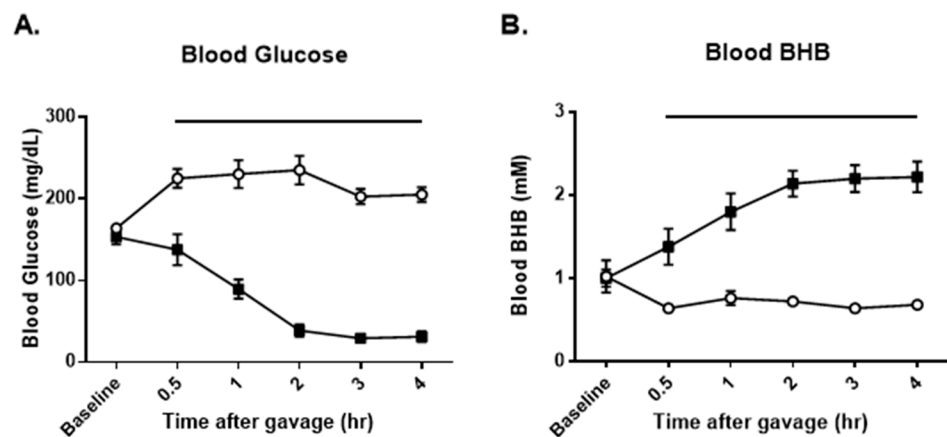 A.
Blood Glucose
Blood Glucose (mg/dL)
300
200
100
0
Baseline
0.5
1
2
3
4
Time after gavage (hr)
B.
Blood BHB
Blood BHB (mM)
3
2
1
0
Baseline
0.5
1
2
3
4
Time after gavage (hr)